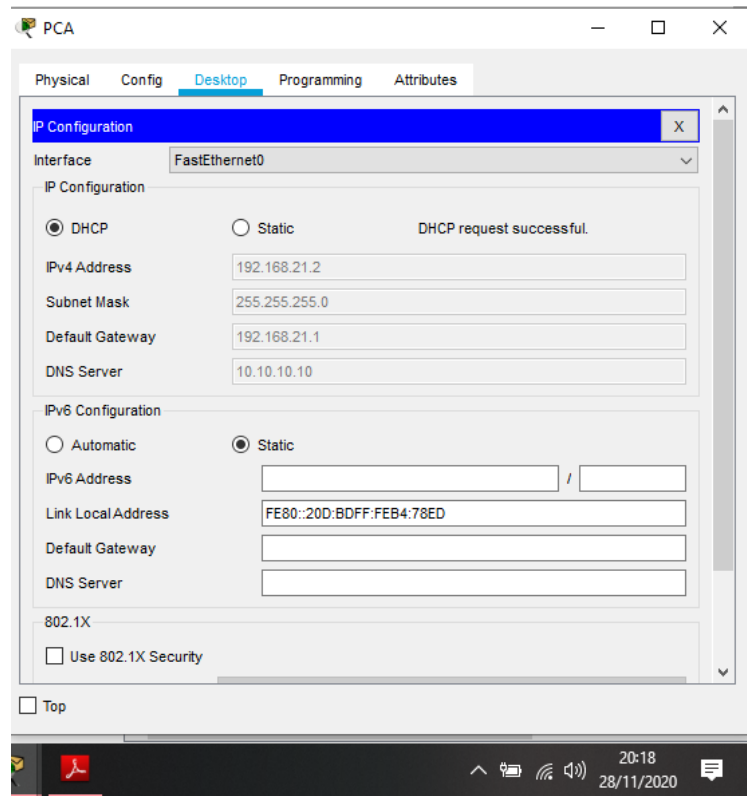 PCA
Physical Config Desktop Programming Attributes
IP Configuration X
Interface FastEthernet0
IP Configuration
DHCP Static DHCP request successful.
IPv4 Address 192.168.21.2
Subnet Mask 255.255.255.0
Default Gateway 192.168.21.1
DNS Server 10.10.10.10
IPv6 Configuration
Automatic Static
IPv6 Address /
Link Local Address FE80::20D:BDFF:FEB4:78ED
Default Gateway
DNS Server
802.1X
Use 802.1X Security
Top
20:18
28/11/2020